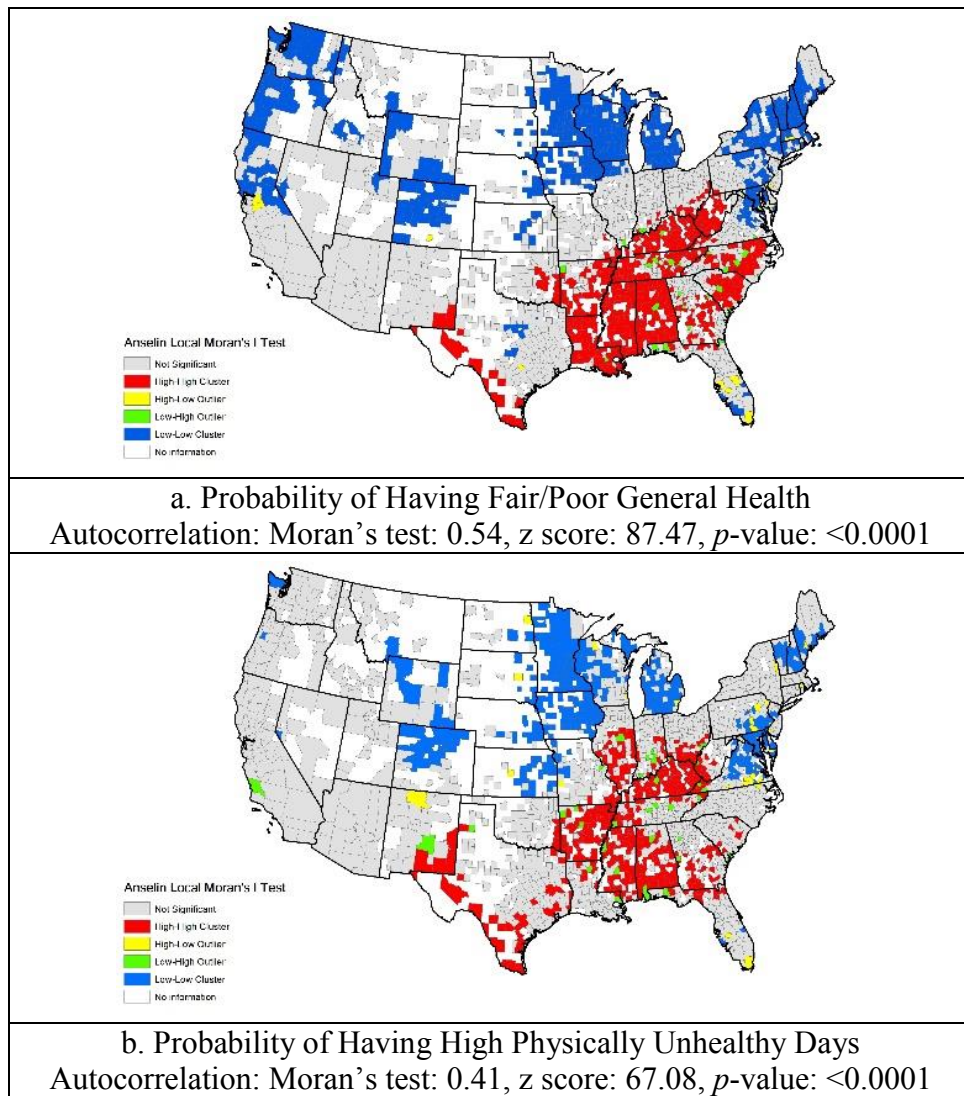 Anselin Local Moran's I Test
Not Significant
High-High Cluster
High-Low Outlier
Low-High Outlier
Low-Low Cluster
No information
a. Probability of Having Fair/Poor General Health
Autocorrelation: Moran’s test: 0.54, z score: 87.47, p-value: <0.0001
Anselin Local Moran's I Test
Not Significant
High-High Cluster
High-Low Outlier
Low-High Outlier
Low-Low Cluster
No information
b. Probability of Having High Physically Unhealthy Days
Autocorrelation: Moran’s test: 0.41, z score: 67.08, p-value: <0.0001